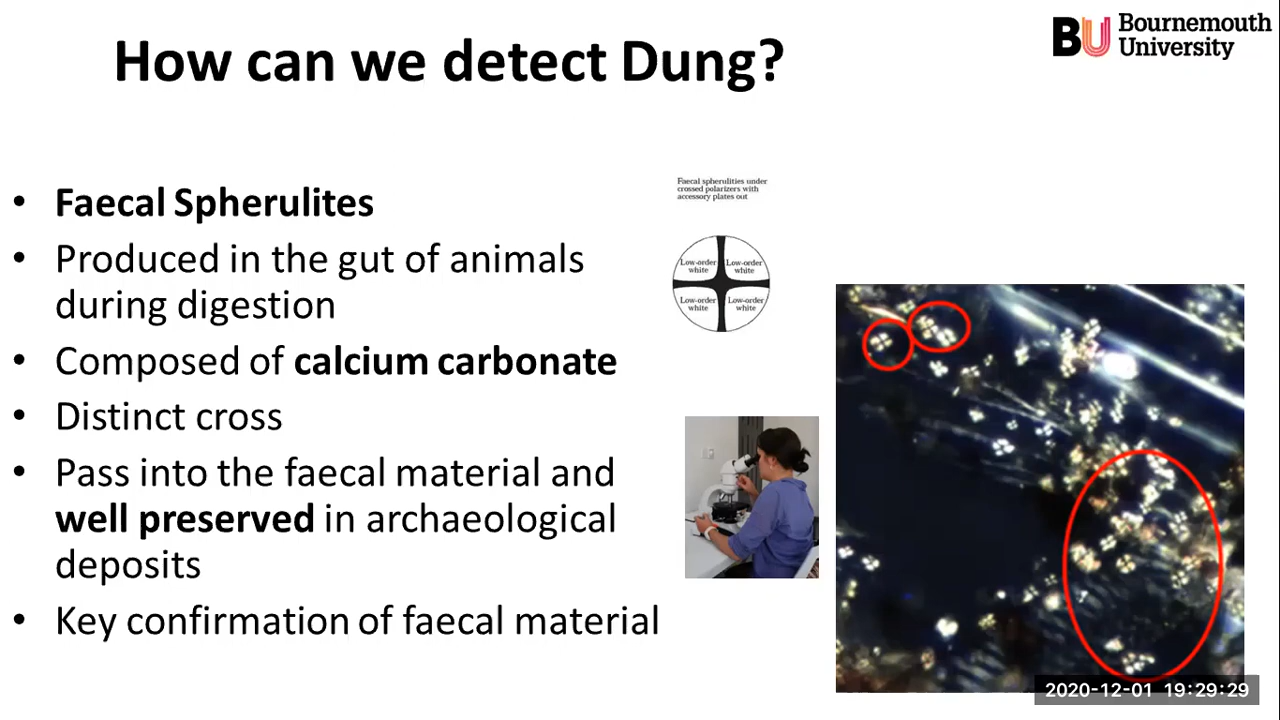 How can we detect Dung?
BU Bournemouth
University
• Faecal Spherulites
• Produced in the gut of animals
during digestion
• Composed of calcium carbonate
• Distinct cross
• Pass into the faecal material and
well preserved in archaeological
deposits
• Key confirmation of faecal material
Faecal spherulities under
crossed polarizers with
accessory plates out
Low-order
white
Low-order
white
Low-order
white
Low-order
white
2020-12-01 19:29:29